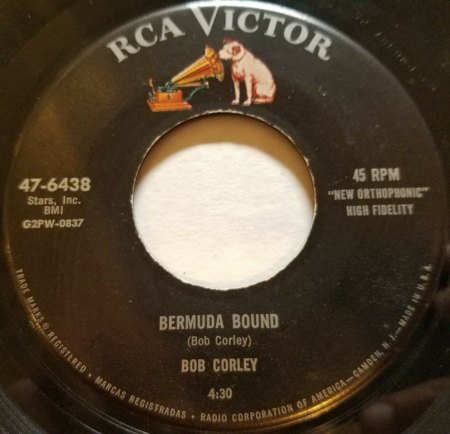 RCA VICTOR
47-6438
Stars, Inc.
BMI
G2PW-0837
45 RPM
"NEW ORTHOPHONIC"
HIGH FIDELITY
BERMUDA BOUND
(Bob Corley)
BOB CORLEY
4:30
TRADE MARKS ® REGISTERED • MARCAS REGISTRADAS • RADIO CORPORATION OF AMERICA—CAMDEN, N. J.—MADE IN U.S.A.